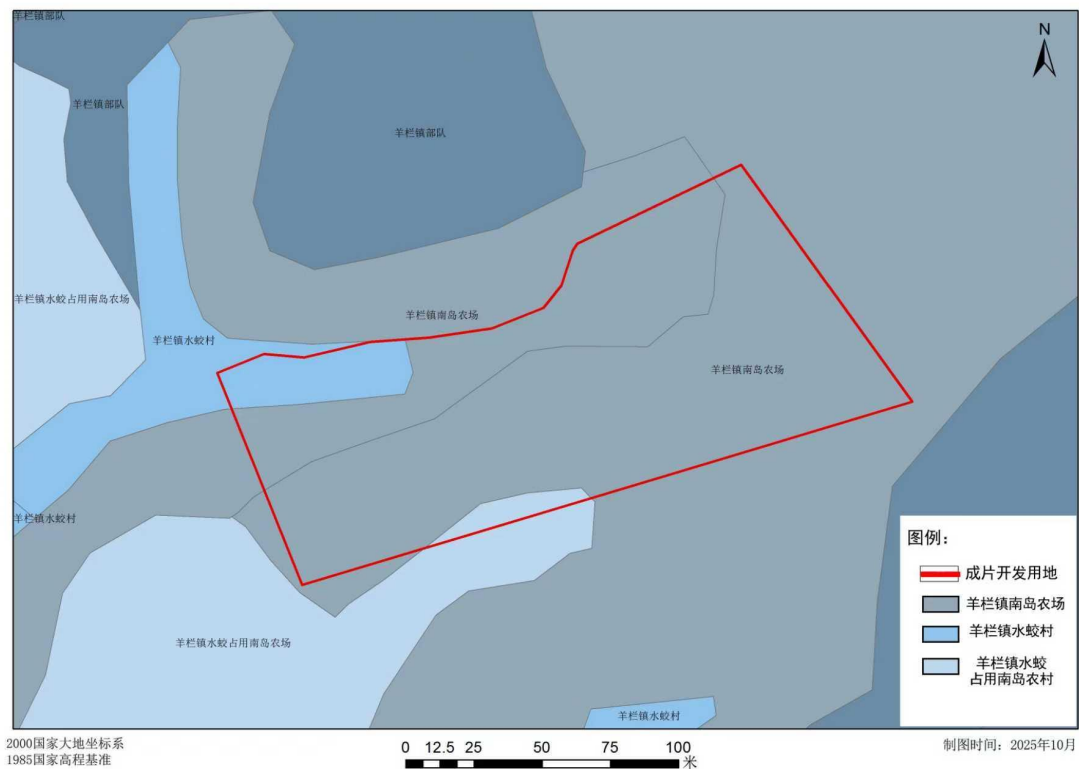 羊栏镇部队
N
羊栏镇部队
羊栏镇部队
羊栏镇水蛟占用南岛农场
羊栏镇南岛农场
羊栏镇水蛟村
羊栏镇南岛农场
羊栏镇水蛟村
羊栏镇水蛟占用南岛农场
羊栏镇水蛟村
图例：
成片开发用地
羊栏镇南岛农场
羊栏镇水蛟村
羊栏镇水蛟
占用南岛农村
2000国家大地坐标系
1985国家高程基准
0 12.5 25 50 75 100
米
制图时间：2025年10月